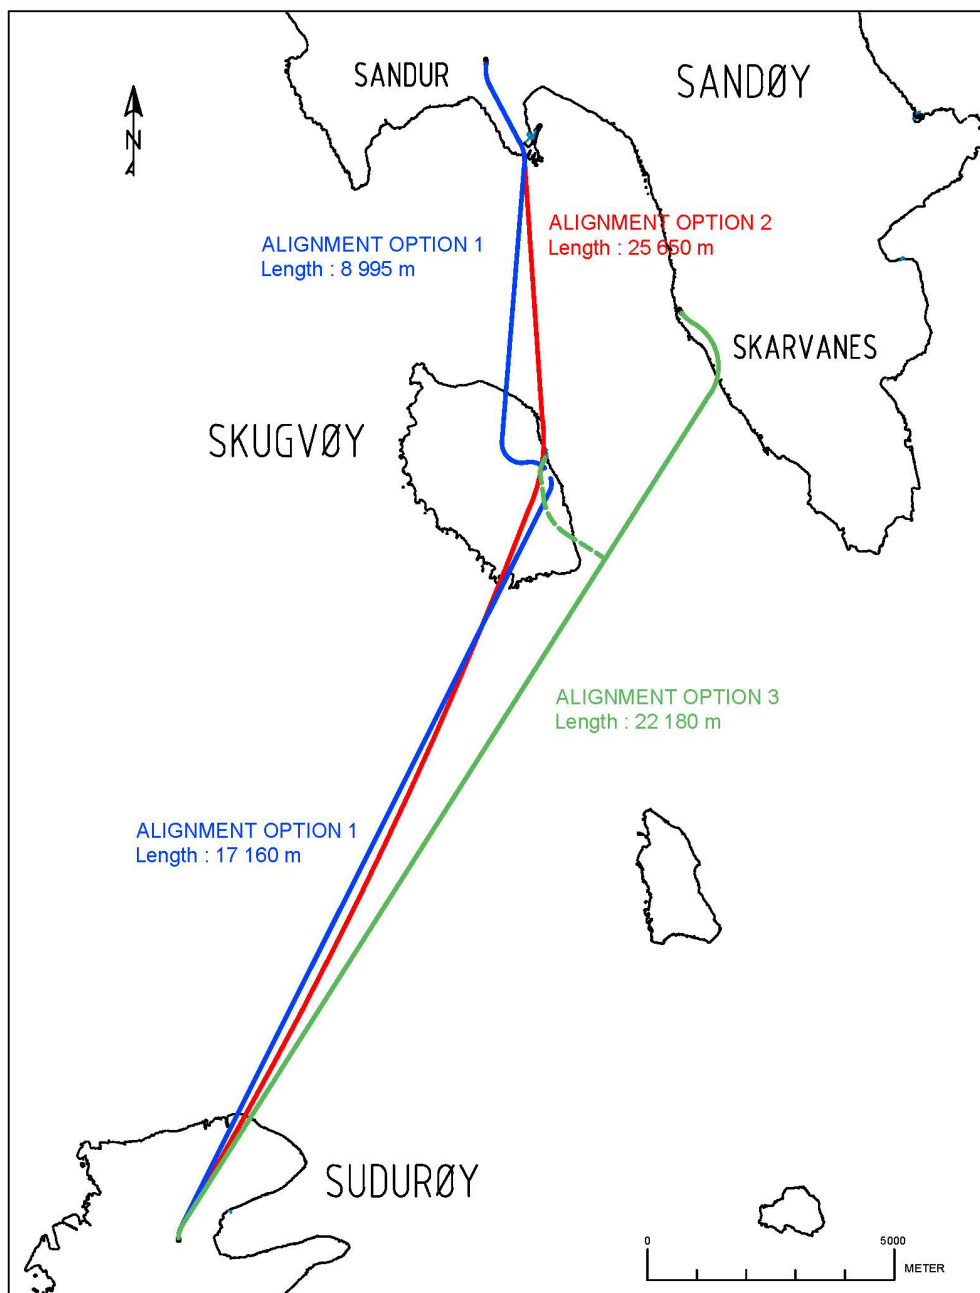 SANDUR
SANDØY
N
ALIGNMENT OPTION 2
Length : 25 650 m
ALIGNMENT OPTION 1
Length : 8 995 m
SKARVANES
SKUGVØY
ALIGNMENT OPTION 3
Length : 22 180 m
ALIGNMENT OPTION 1
Length : 17 160 m
SUDURØY
0 5000
METER